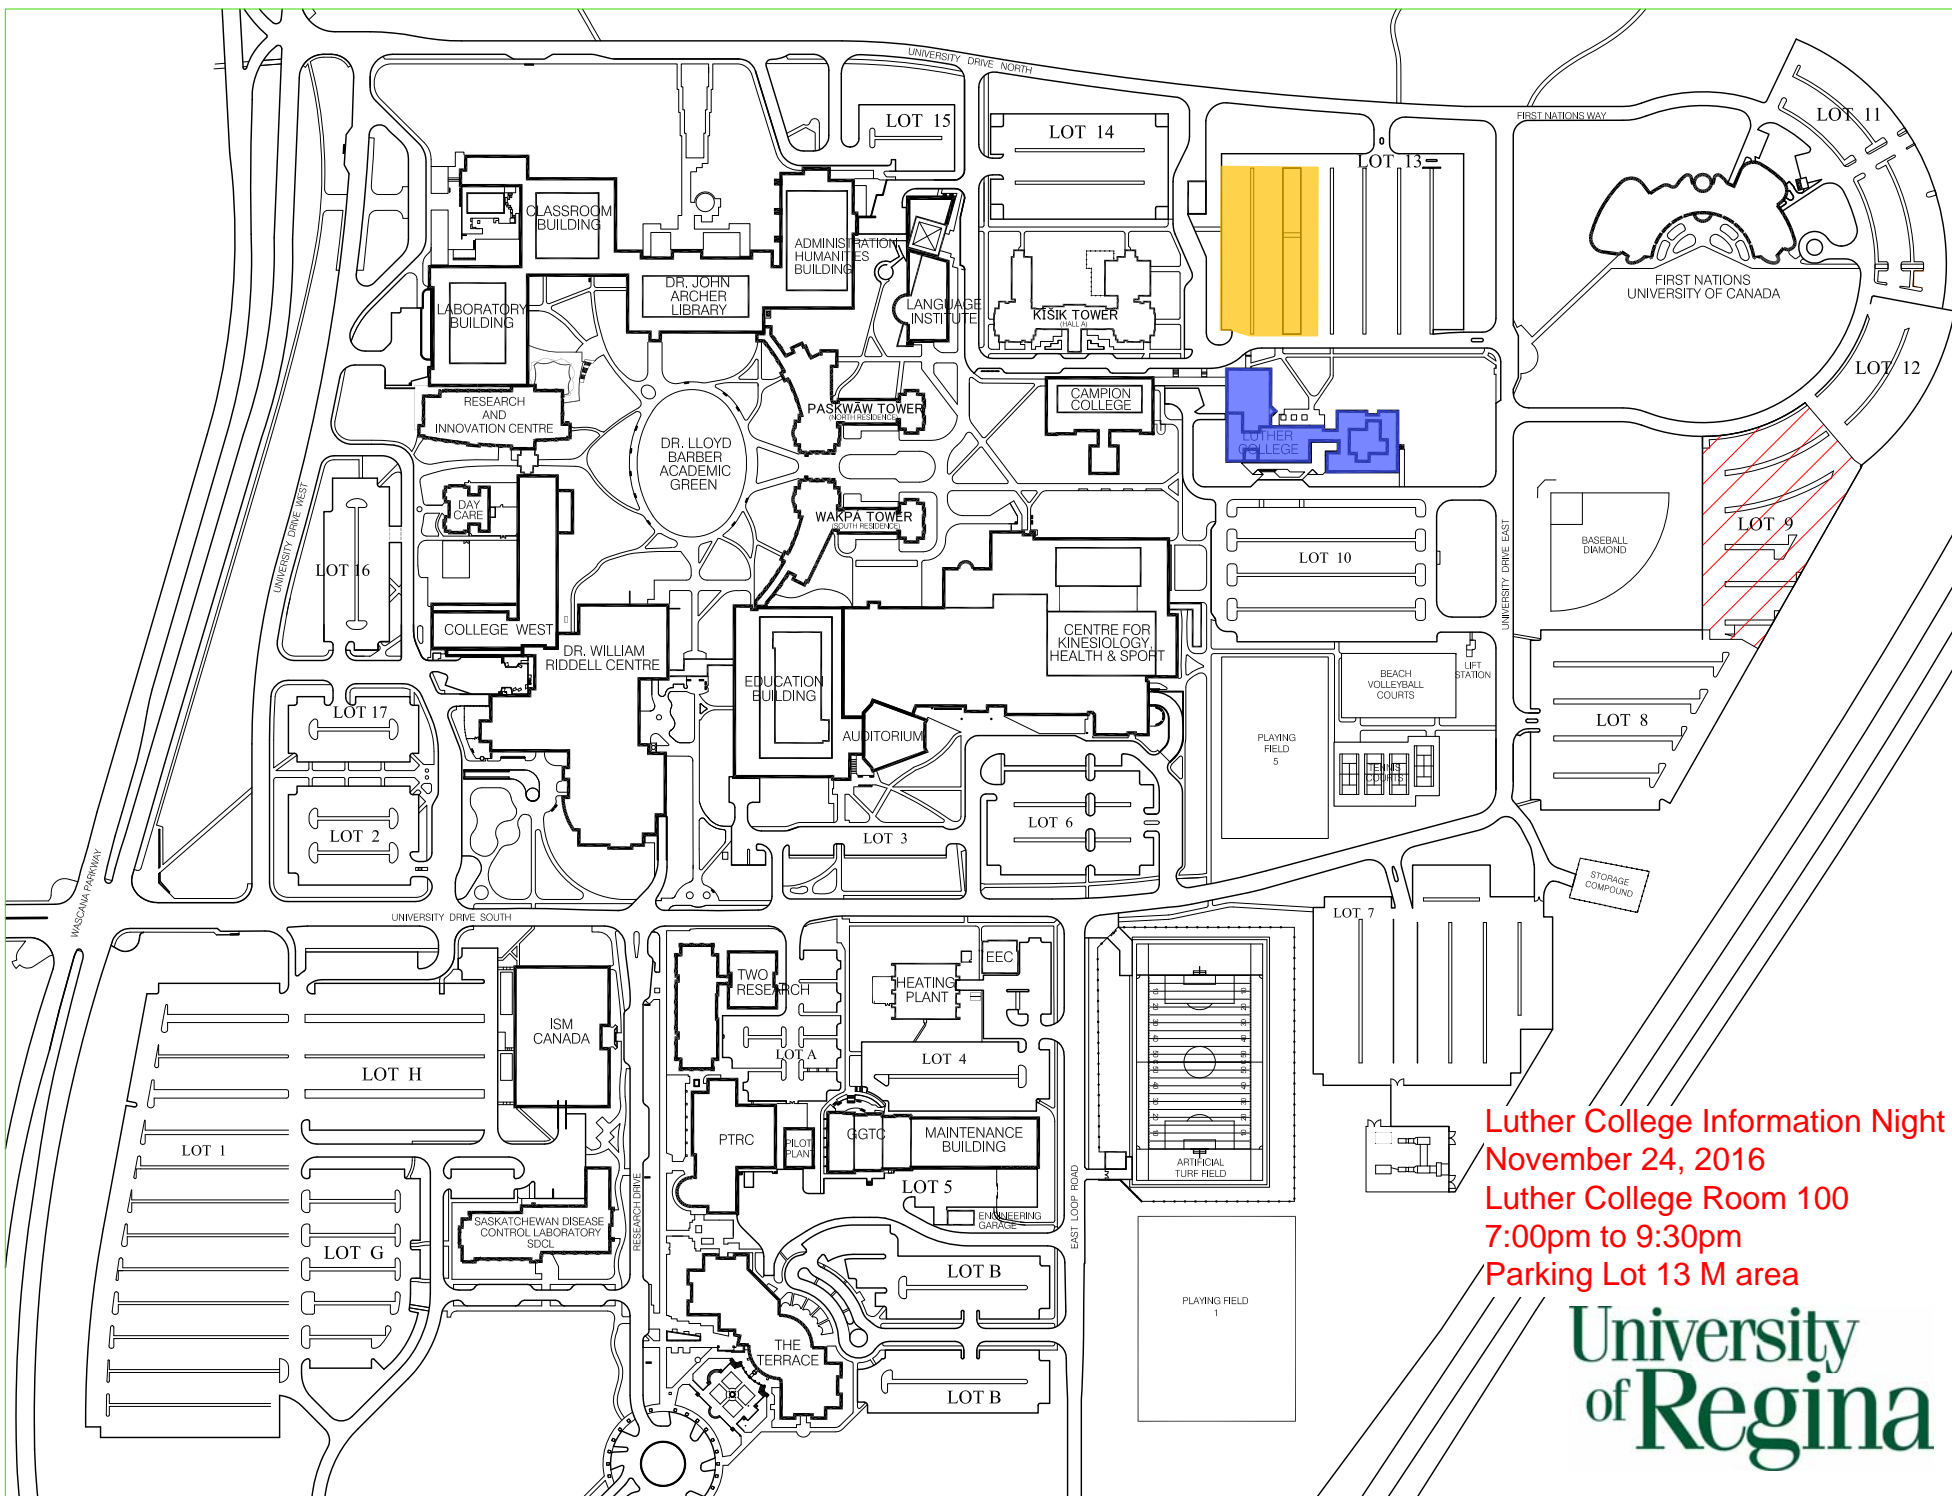 UNIVERSITY DRIVE NORTH
FIRST NATIONS WAY
LOT 11
LOT 15
LOT 14
LOT 13
CLASSROOM
BUILDING
ADMINISTRATION
HUMANITIES
BUILDING
DR. JOHN
ARCHER
LIBRARY
LABORATORY
BUILDING
LANGUAGE
INSTITUTE
KĪŠIK TOWER
(HALL A)
FIRST NATIONS
UNIVERSITY OF CANADA
LOT 12
RESEARCH
AND
INNOVATION CENTRE
PASKWĀW TOWER
(NORTH RESIDENCE)
CAMPION
COLLEGE
LUTHER
COLLEGE
DR. LLOYD
BARBER
ACADEMIC
GREEN
DAY
CARE
WAKPĀ TOWER
(SOUTH RESIDENCE)
UNIVERSITY DRIVE WEST
LOT 16
LOT 10
UNIVERSITY DRIVE EAST
BASEBALL
DIAMOND
LOT 9
COLLEGE WEST
DR. WILLIAM
RIDDELL CENTRE
CENTRE FOR
KINESIOLOGY,
HEALTH & SPORT
EDUCATION
BUILDING
BEACH
VOLLEYBALL
COURTS
LIFT
STATION
LOT 17
AUDITORIUM
PLAYING
FIELD
5
LOT 8
TENNIS
COURTS
LOT 2
LOT 3
LOT 6
STORAGE
COMPOUND
WASCANA PARKWAY
UNIVERSITY DRIVE SOUTH
LOT 7
TWO
RESEARCH
HEATING
PLANT
EEC
ISM
CANADA
LOT A
LOT 4
LOT H
LOT 1
PTRC
PILOT
PLANT
GGTC
MAINTENANCE
BUILDING
ARTIFICIAL
TURF FIELD
LOT 5
ENGINEERING
GARAGE
EAST LOOP ROAD
RESEARCH DRIVE
SASKATCHEWAN DISEASE
CONTROL LABORATORY
SDCL
LOT G
LOT B
THE
TERRACE
LOT B
PLAYING FIELD
1
Luther College Information Night
November 24, 2016
Luther College Room 100
7:00pm to 9:30pm
Parking Lot 13 M area
University
of Regina